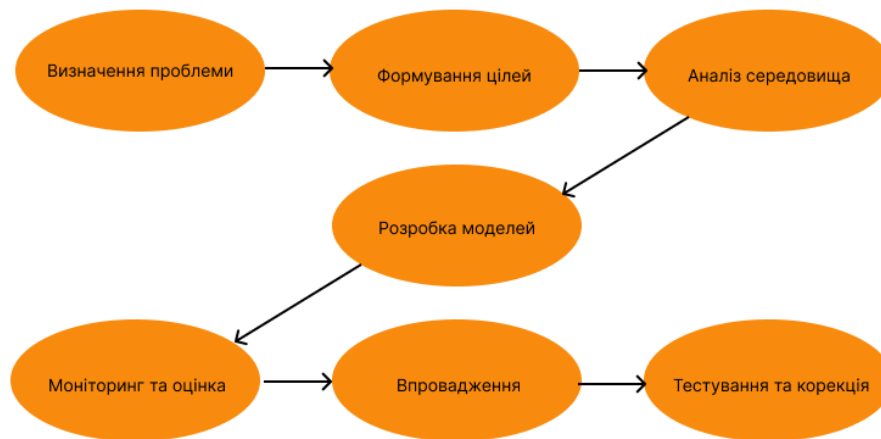 Визначення проблеми
Формування цілей
Аналіз середовища
Розробка моделей
Моніторинг та оцінка
Впровадження
Тестування та корекція